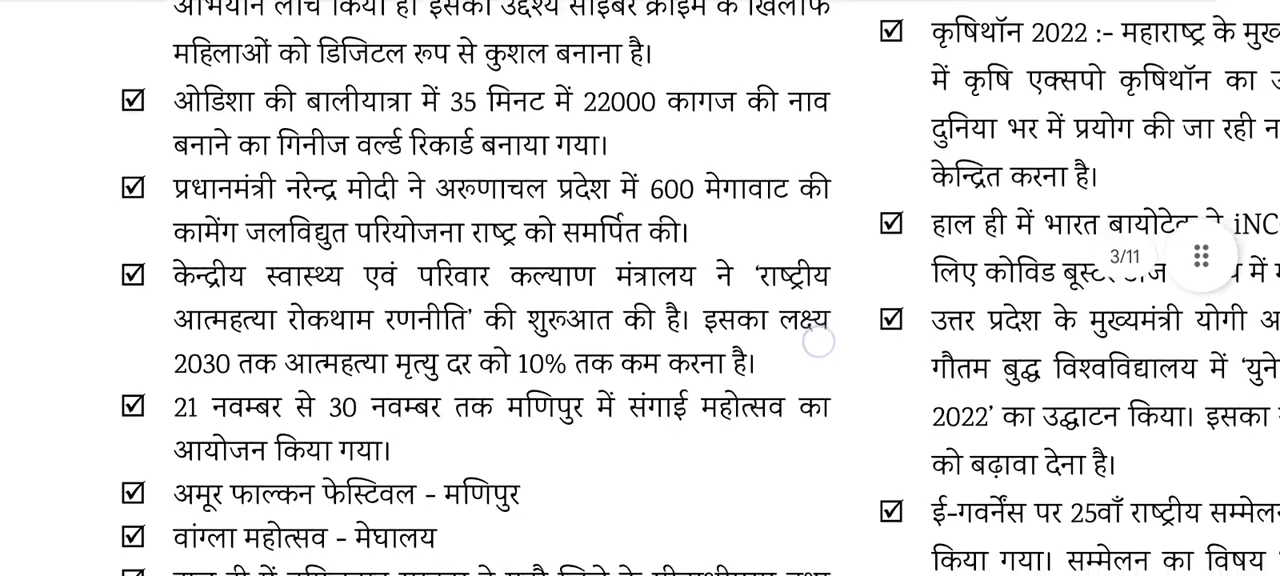 महिलाओं को डिजिटल रूप से कुशल बनाना है।
ओडिशा की बालीयात्रा में 35 मिनट में 22000 कागज की नाव
बनाने का गिनीज वर्ल्ड रिकार्ड बनाया गया।
प्रधानमंत्री नरेन्द्र मोदी ने अरूणाचल प्रदेश में 600 मेगावाट की
कामेंग जलविद्युत परियोजना राष्ट्र को समर्पित की।
केन्द्रीय स्वास्थ्य एवं परिवार कल्याण मंत्रालय ने ‘राष्ट्रीय
आत्महत्या रोकथाम रणनीति’ की शुरूआत की है। इसका लक्ष्य
2030 तक आत्महत्या मृत्यु दर को 10% तक कम करना है।
21 नवम्बर से 30 नवम्बर तक मणिपुर में संगाई महोत्सव का
आयोजन किया गया।
अमूर फाल्कन फेस्टिवल - मणिपुर
वांग्ला महोत्सव - मेघालय
कृषिथॉन 2022 :- महाराष्ट्र के
में कृषि एक्सपो कृषिथॉन का
दुनिया भर में प्रयोग की जा रही
केन्द्रित करना है।
हाल ही में भारत
लिए कोविड
3/11
उत्तर प्रदेश के मुख्यमंत्री योगी
गौतम बुद्ध विश्वविद्यालय में
2022’ का उद्घाटन किया। इसका
को बढ़ावा देना है।
ई-गवर्नेंस पर 25वाँ राष्ट्रीय
किया गया। सम्मेलन का विषय